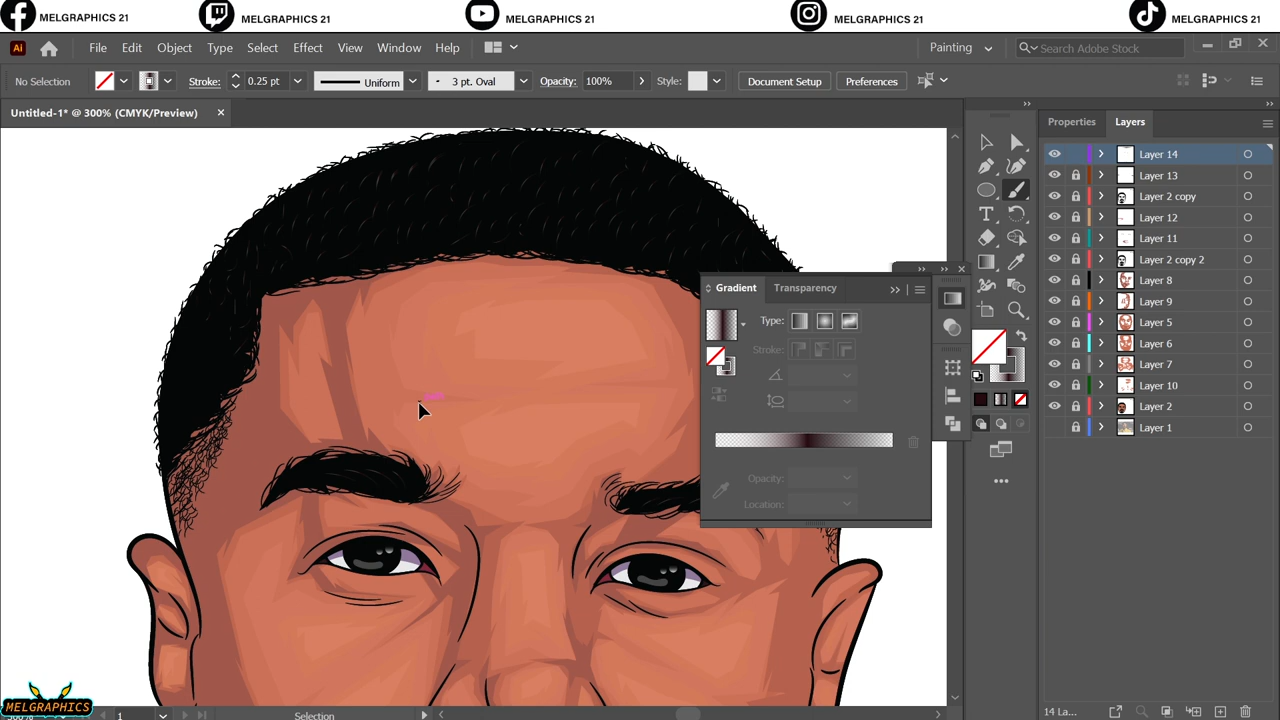 MELGRAPHICS 21 MELGRAPHICS 21 MELGRAPHICS 21 MELGRAPHICS 21 MELGRAPHICS 21
Ai File Edit Object Type Select Effect View Window Help Painting Search Adobe Stock
No Selection Stroke: 0.25 pt Uniform 3 pt. Oval Opacity: 100% Style: Document Setup Preferences
Untitled-1* @ 300% (CMYK/Preview)
Properties Layers
Layer 14
Layer 13
Layer 2 copy
Layer 12
Layer 11
Layer 2 copy 2
Layer 8
Layer 9
Layer 5
Layer 6
Layer 7
Layer 10
Layer 2
Layer 1
Gradient Transparency
Type:
Stroke:
Opacity:
Location:
MELGRAPHICS
300% 1 Selection 14 La...